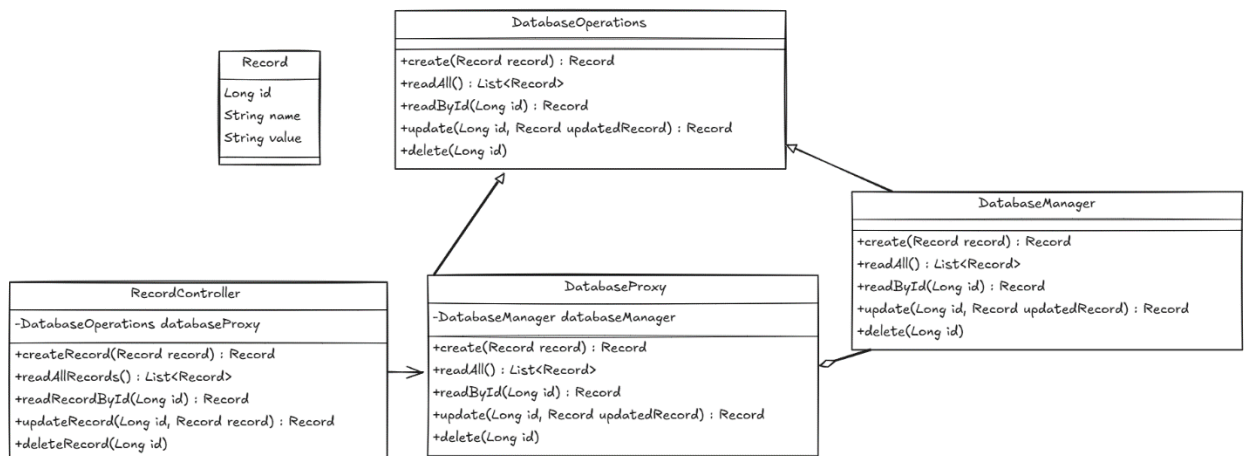 DatabaseOperations
+create(Record record) : Record
+readAll() : List<Record>
+readById(Long id) : Record
+update(Long id, Record updatedRecord) : Record
+delete(Long id)
Record
Long id
String name
String value
DatabaseManager
+create(Record record) : Record
+readAll() : List<Record>
+readById(Long id) : Record
+update(Long id, Record updatedRecord) : Record
+delete(Long id)
RecordController
-DatabaseOperations databaseProxy
+createRecord(Record record) : Record
+readAllRecords() : List<Record>
+readRecordById(Long id) : Record
+updateRecord(Long id, Record record) : Record
+deleteRecord(Long id)
DatabaseProxy
-DatabaseManager databaseManager
+create(Record record) : Record
+readAll() : List<Record>
+readById(Long id) : Record
+update(Long id, Record updatedRecord) : Record
+delete(Long id)